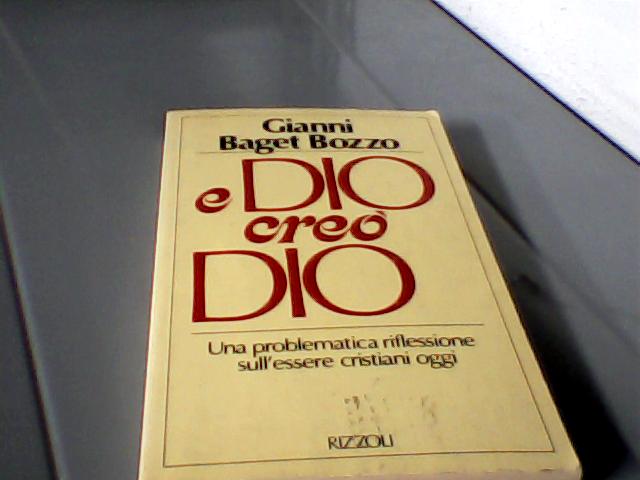 Gianni
Baget Bozzo
e DIO
creò
DIO
Una problematica riflessione
sull'essere cristiani oggi
RIZZOLI